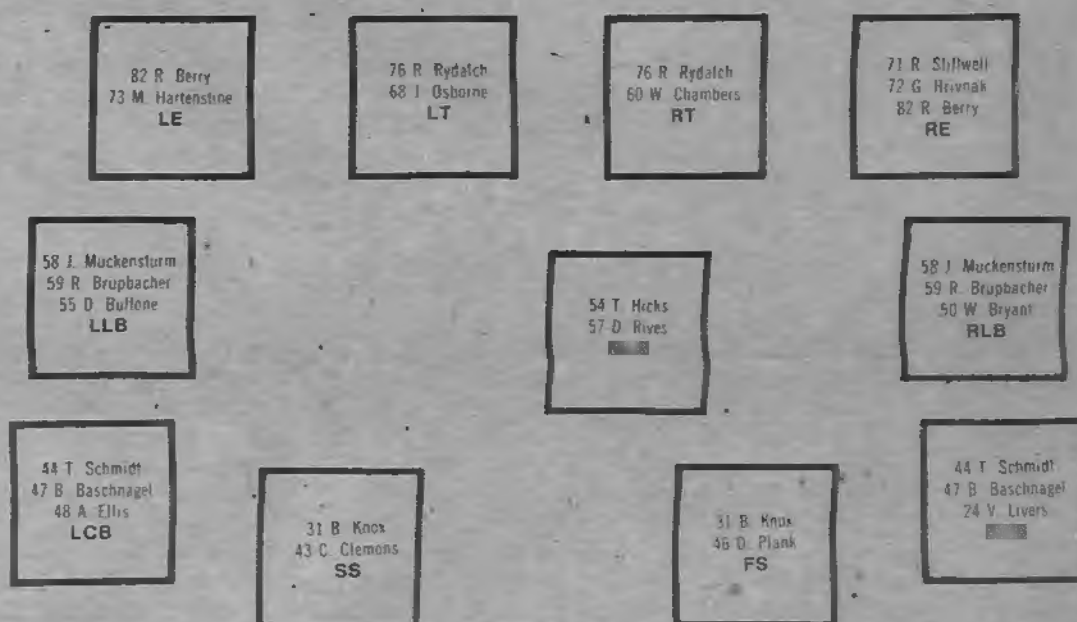 82 R. Berry
73 M. Hartenstine
LE
76 R. Rydalch
68 J. Osborne
LT
76 R. Rydalch
60 W. Chambers
RT
71 R. Stillwell
72 G. Hrivnak
82 R. Berry
RE
58 J. Muckensturm
59 R. Brupbacher
55 D. Buffone
LLB
54 T. Hicks
57 D. Rives
58 J. Muckensturm
59 R. Brupbacher
50 W. Bryant
RLB
44 T. Schmidt
47 B. Baschnagel
48 A. Ellis
LCB
31 B. Knox
43 C. Clemons
SS
31 B. Knox
46 D. Plank
FS
44 T. Schmidt
47 B. Baschnagel
24 V. Livers